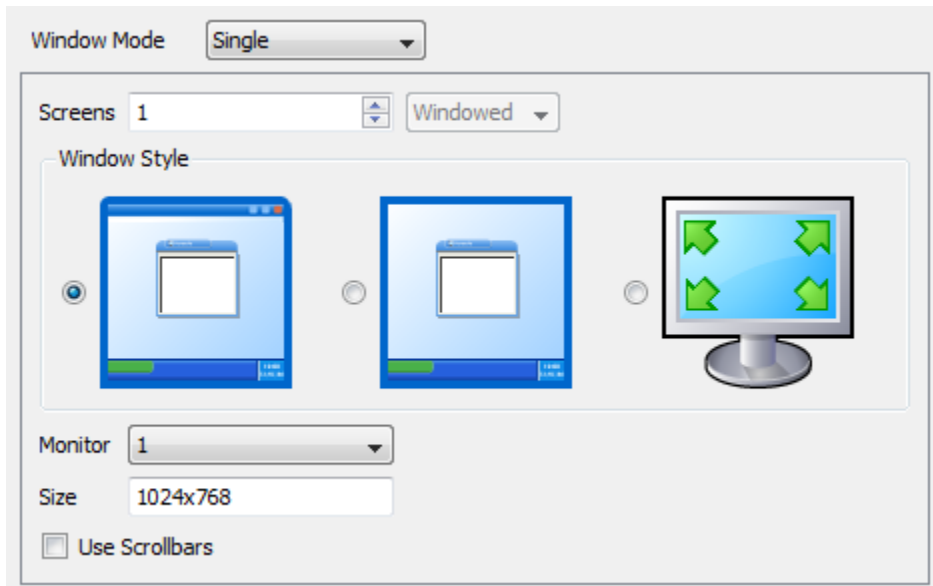 Window Mode Single
Screens 1 Windowed
Window Style
Monitor 1
Size 1024x768
Use Scrollbars